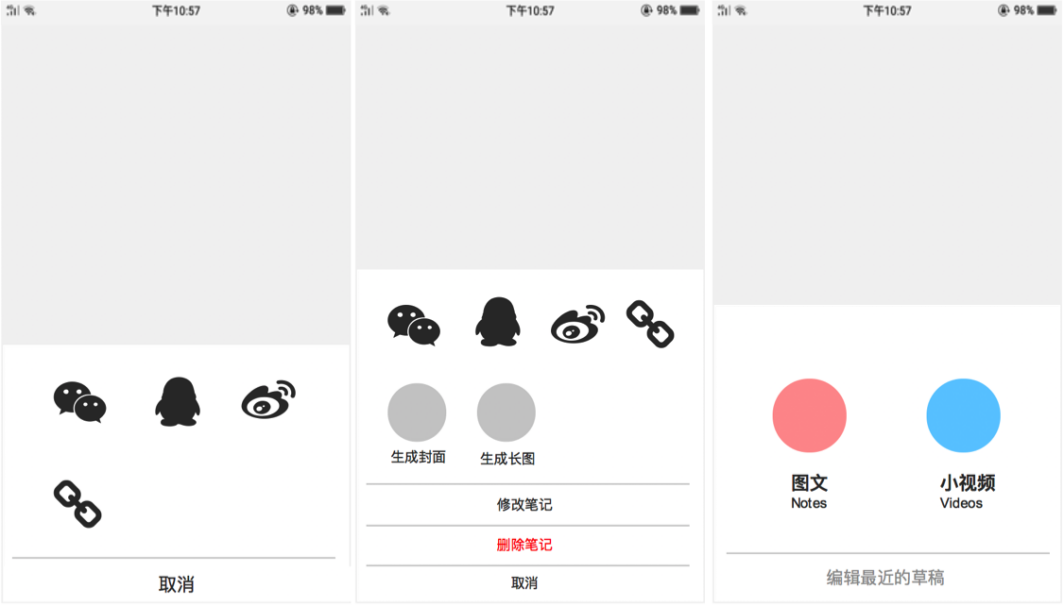 下午10:57
98%
取消
下午10:57
98%
生成封面
生成长图
修改笔记
删除笔记
取消
下午10:57
98%
图文
Notes
小视频
Videos
编辑最近的草稿